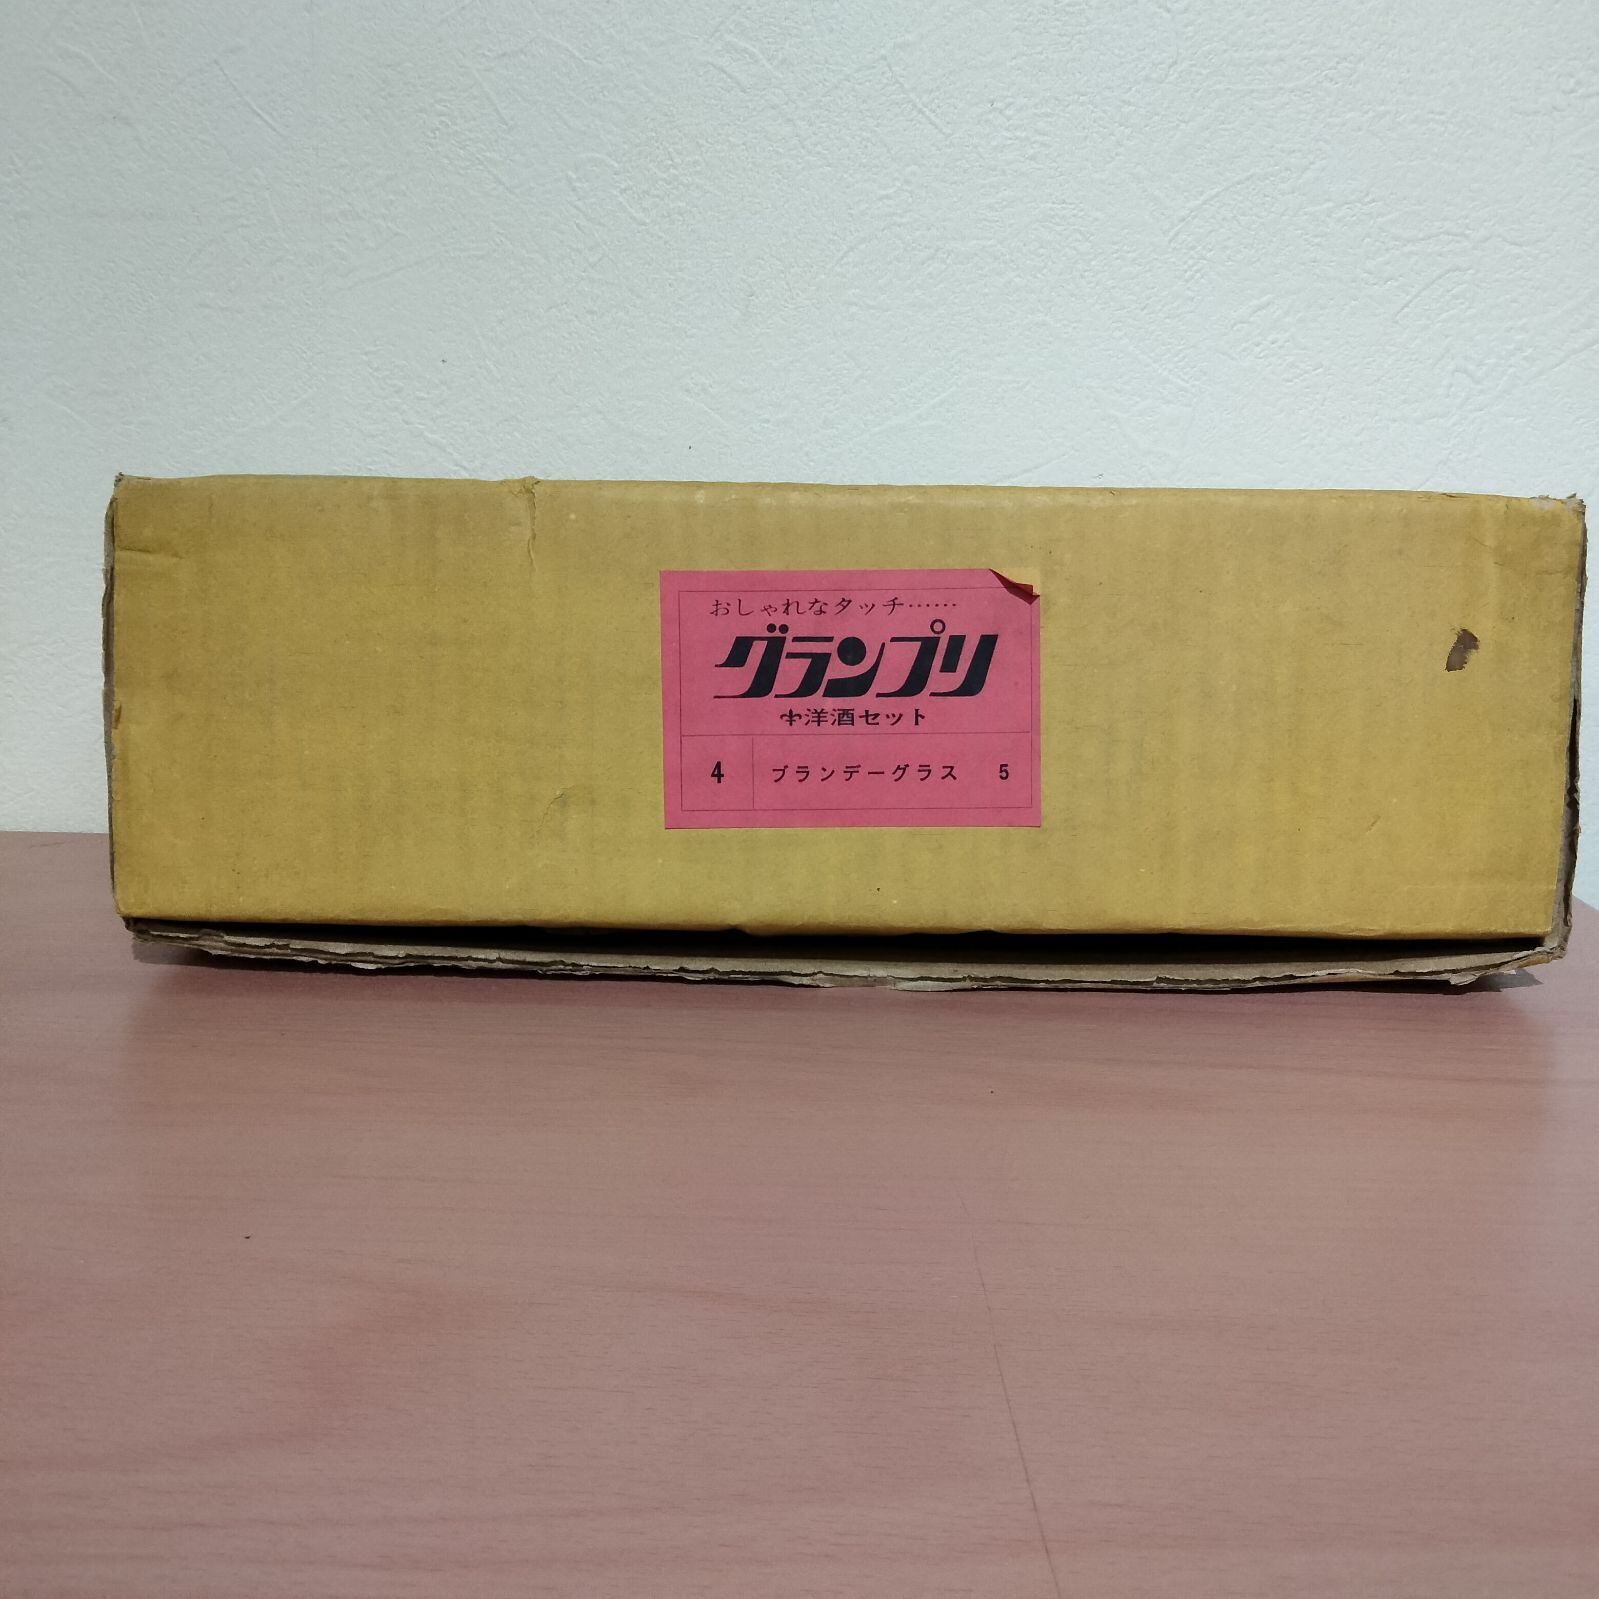 おしゃれなタッチ……
グランプリ
洋酒セット
4 ブランデーグラス 5